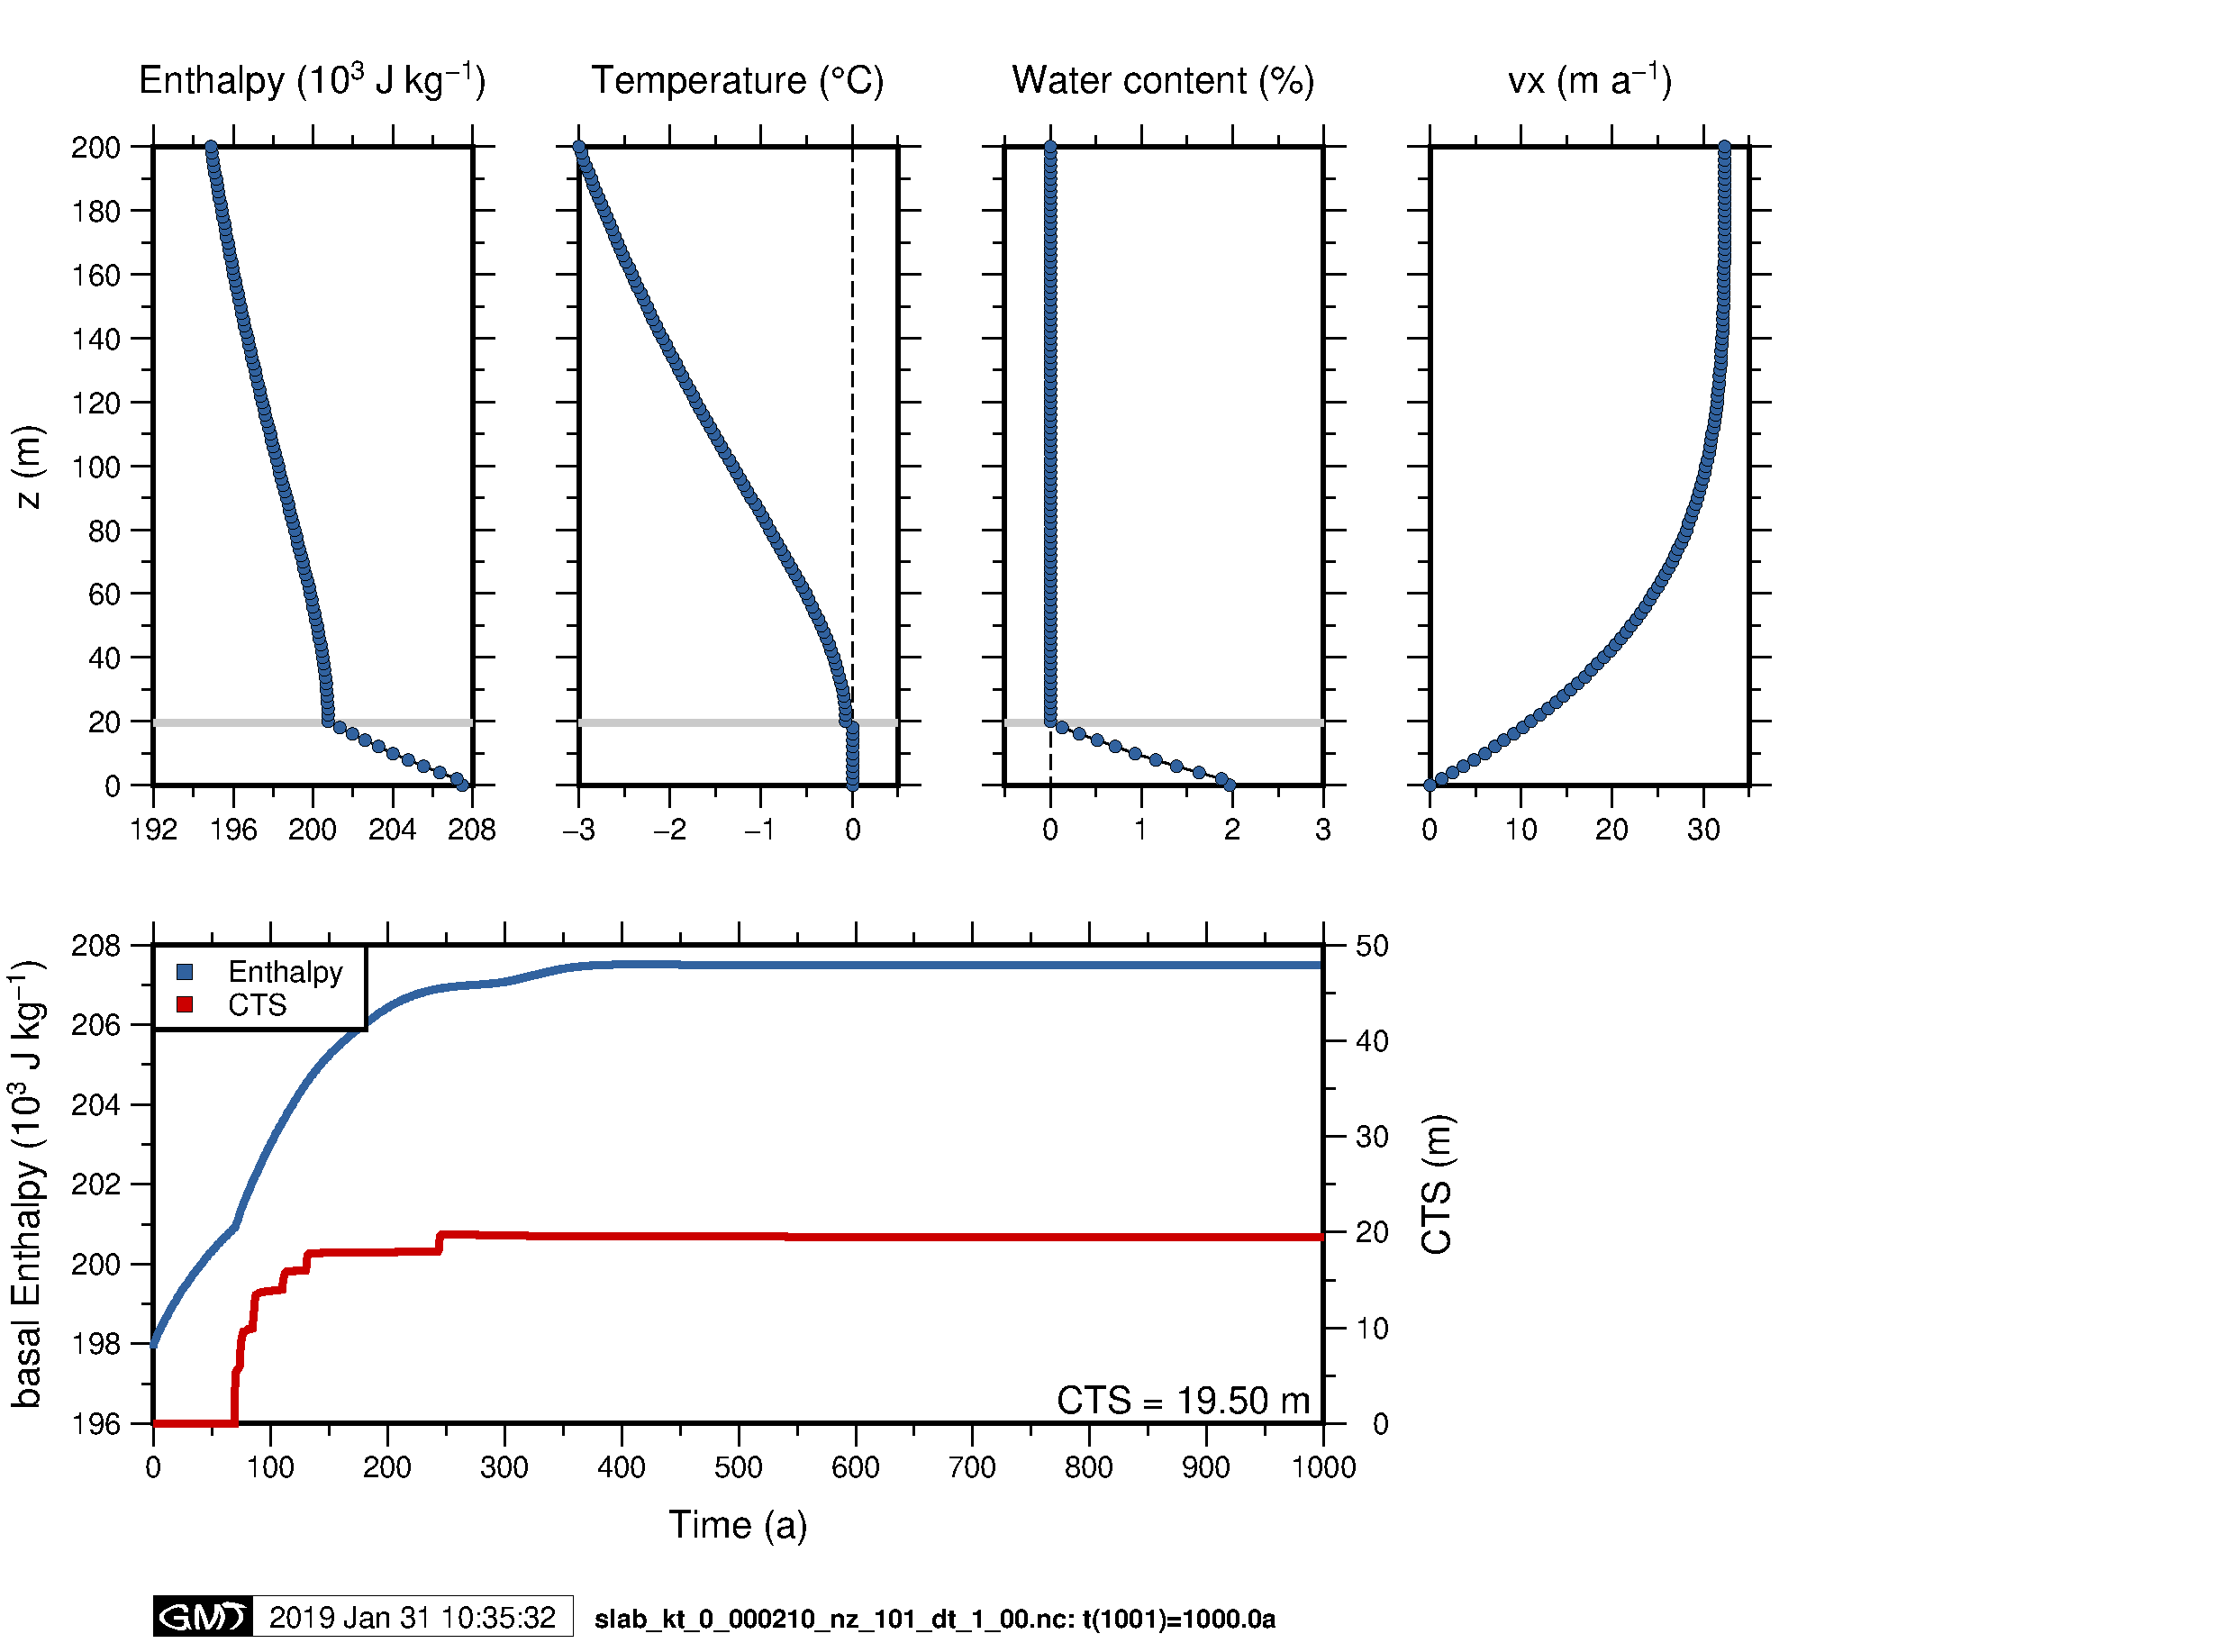 Enthalpy (10³ J kg⁻¹) Temperature (°C) Water content (%) vx (m a⁻¹)
z (m)
200
180
160
140
120
100
80
60
40
20
0
192 196 200 204 208 −3 −2 −1 0 0 1 2 3 0 10 20 30
basal Enthalpy (10³ J kg⁻¹)
208 50
Enthalpy
CTS
206
40
204
30
202
CTS (m)
200 20
198 10
CTS = 19.50 m
196 0
0 100 200 300 400 500 600 700 800 900 1000
Time (a)
GMT 2019 Jan 31 10:35:32 slab_kt_0_000210_nz_101_dt_1_00.nc: t(1001)=1000.0a